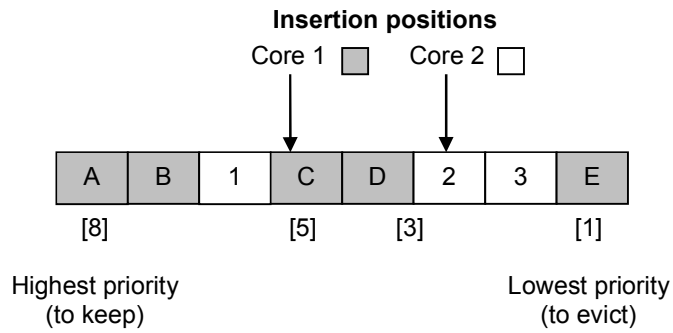 Insertion positions
Core 1 Core 2
A B 1 C D 2 3 E
[8] [5] [3] [1]
Highest priority Lowest priority
(to keep) (to evict)